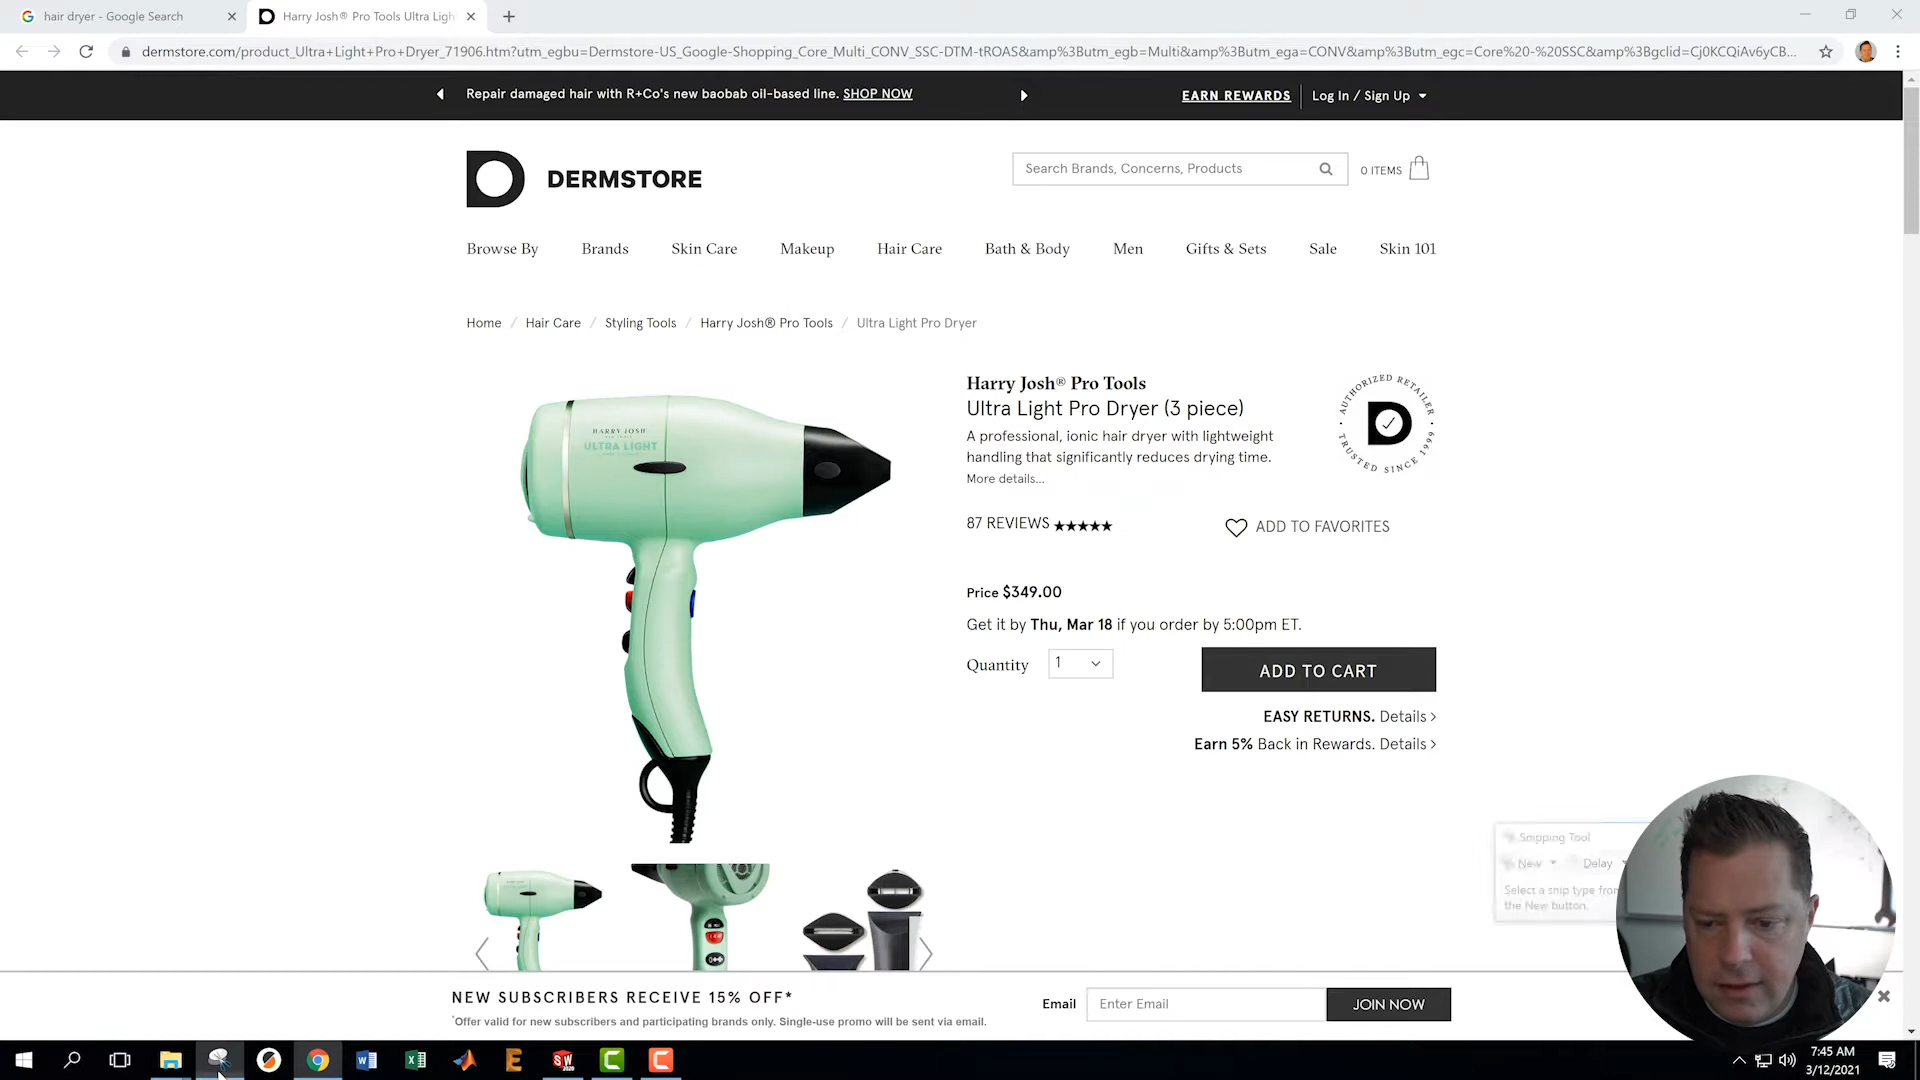 hair dryer - Google Search
Harry Josh® Pro Tools Ultra Ligh
dermstore.com/product_Ultra+Light+Pro+Dryer_71906.htm?utm_egbu=Dermstore-US_Google-Shopping_Core_Multi_CONV_SSC-DTM-tROAS&amp%3Butm_egb=Multi&amp%3Butm_ega=CONV&amp%3Butm_egc=Core%20-%20SSC&amp%3Bgclid=Cj0KCQiAv6yCB...
Repair damaged hair with R+Co's new baobab oil-based line. SHOP NOW
EARN REWARDS
Log In / Sign Up
DERMSTORE
Search Brands, Concerns, Products
0 ITEMS
Browse By
Brands
Skin Care
Makeup
Hair Care
Bath & Body
Men
Gifts & Sets
Sale
Skin 101
Home / Hair Care / Styling Tools / Harry Josh® Pro Tools / Ultra Light Pro Dryer
HARRY JOSH
PRO TOOLS
ULTRA LIGHT
Harry Josh® Pro Tools
Ultra Light Pro Dryer (3 piece)
A professional, ionic hair dryer with lightweight
handling that significantly reduces drying time.
More details...
AUTHORIZED RETAILER
TRUSTED SINCE 1999
87 REVIEWS
ADD TO FAVORITES
Price $349.00
Get it by Thu, Mar 18 if you order by 5:00pm ET.
Quantity
1
ADD TO CART
EASY RETURNS. Details >
Earn 5% Back in Rewards. Details >
Snipping Tool
New
Delay
Select a snip type from
the New button.
NEW SUBSCRIBERS RECEIVE 15% OFF*
*Offer valid for new subscribers and participating brands only. Single-use promo will be sent via email.
Email
Enter Email
JOIN NOW
7:45 AM
3/12/2021